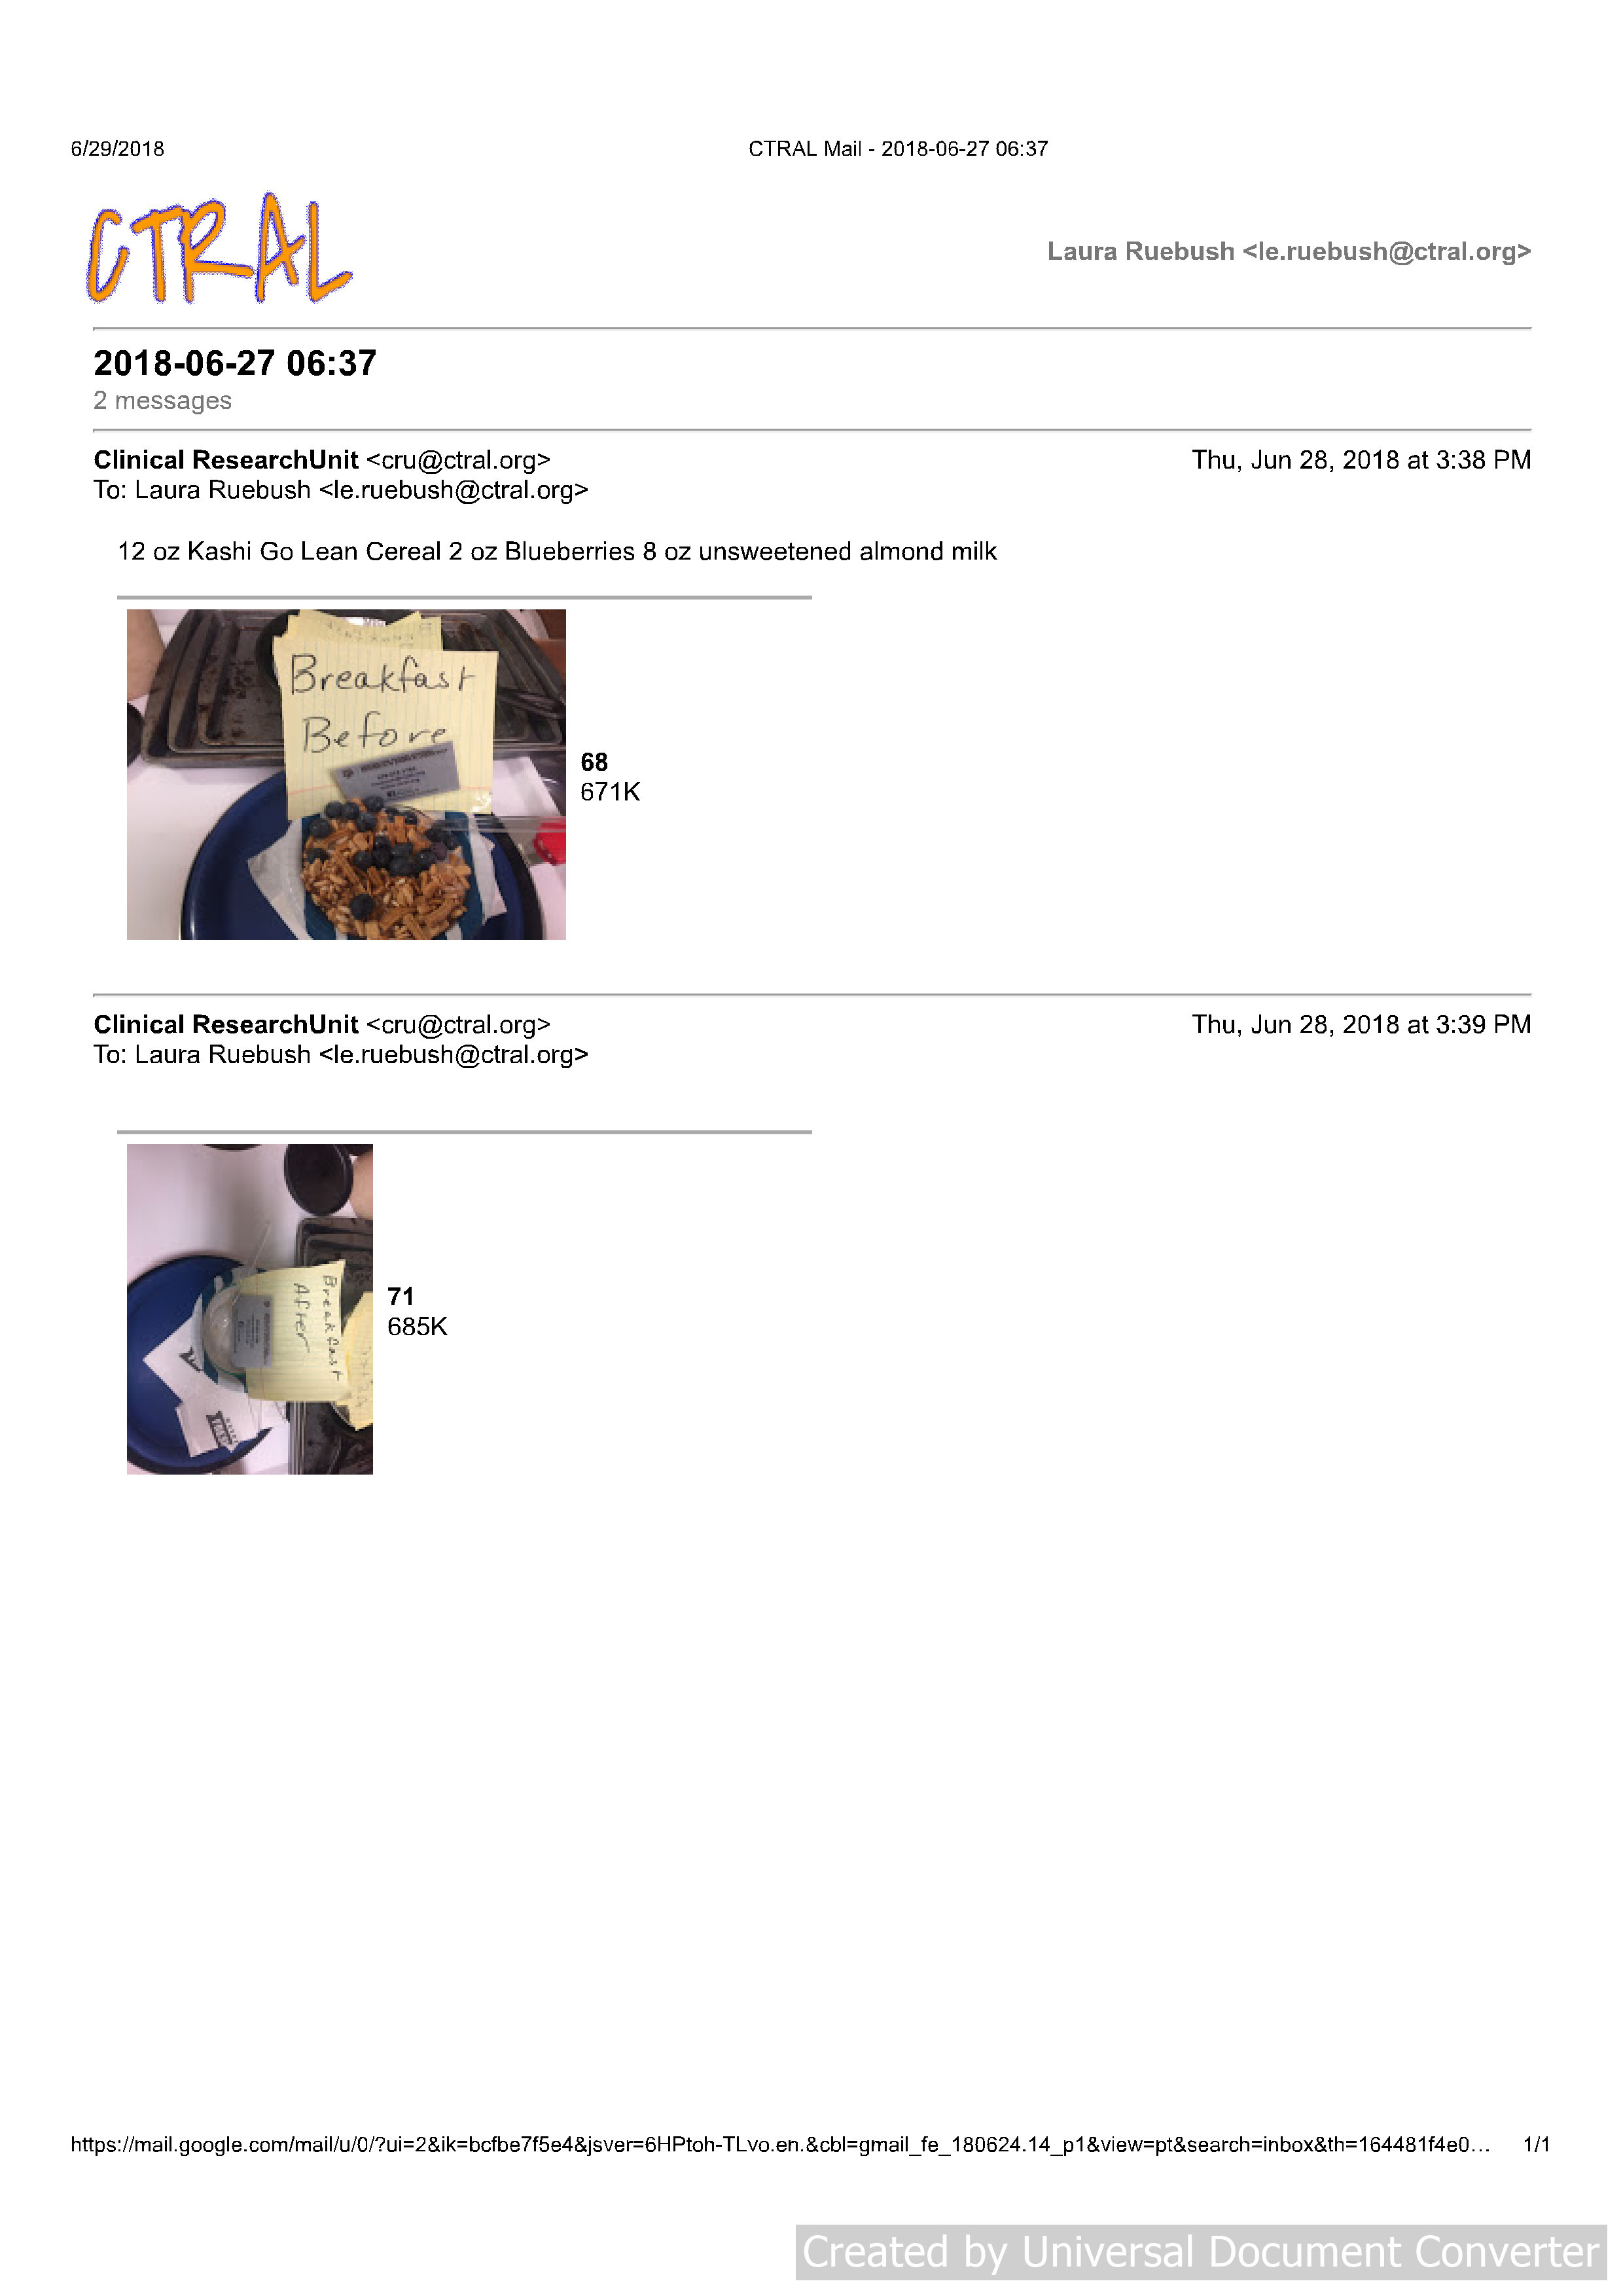 6/29/2018
CTRAL Mail - 2018-06-27 06:37
CTRAL
Laura Ruebush <le.ruebush@ctral.org>
2018-06-27 06:37
2 messages
Clinical ResearchUnit <cru@ctral.org>
Thu, Jun 28, 2018 at 3:38 PM
To: Laura Ruebush <le.ruebush@ctral.org>
12 oz Kashi Go Lean Cereal 2 oz Blueberries 8 oz unsweetened almond milk
Breakfast
Before
68
671K
Clinical ResearchUnit <cru@ctral.org>
Thu, Jun 28, 2018 at 3:39 PM
To: Laura Ruebush <le.ruebush@ctral.org>
Breakfast
After
71
685K
https://mail.google.com/mail/u/0/?ui=2&ik=bcfbe7f5e4&jsver=6HPtoh-TLvo.en.&cbl=gmail_fe_180624.14_p1&view=pt&search=inbox&th=164481f4e0...
1/1
Created by Universal Document Converter